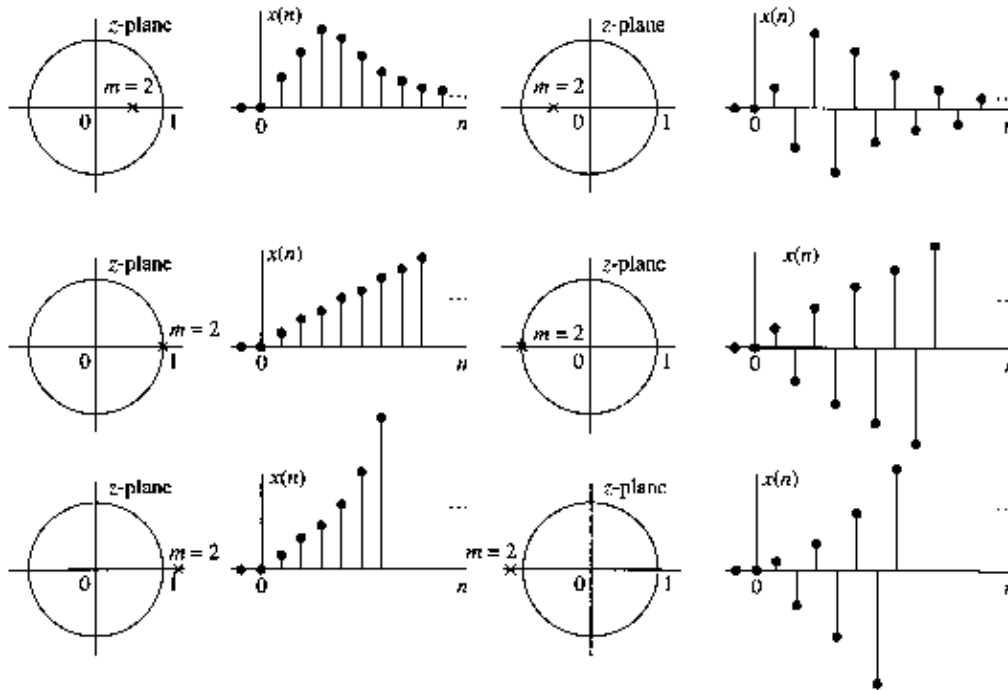 z-plane
x(n)
m = 2
0
1
0
n
...
z-plane
x(n)
m = 2
0
1
0
...
z-plane
x(n)
m = 2
0
1
0
n
...
z-plane
x(n)
m = 2
0
1
0
...
z-plane
x(n)
m = 2
0
1
0
n
...
z-plane
x(n)
m = 2
0
1
0
...